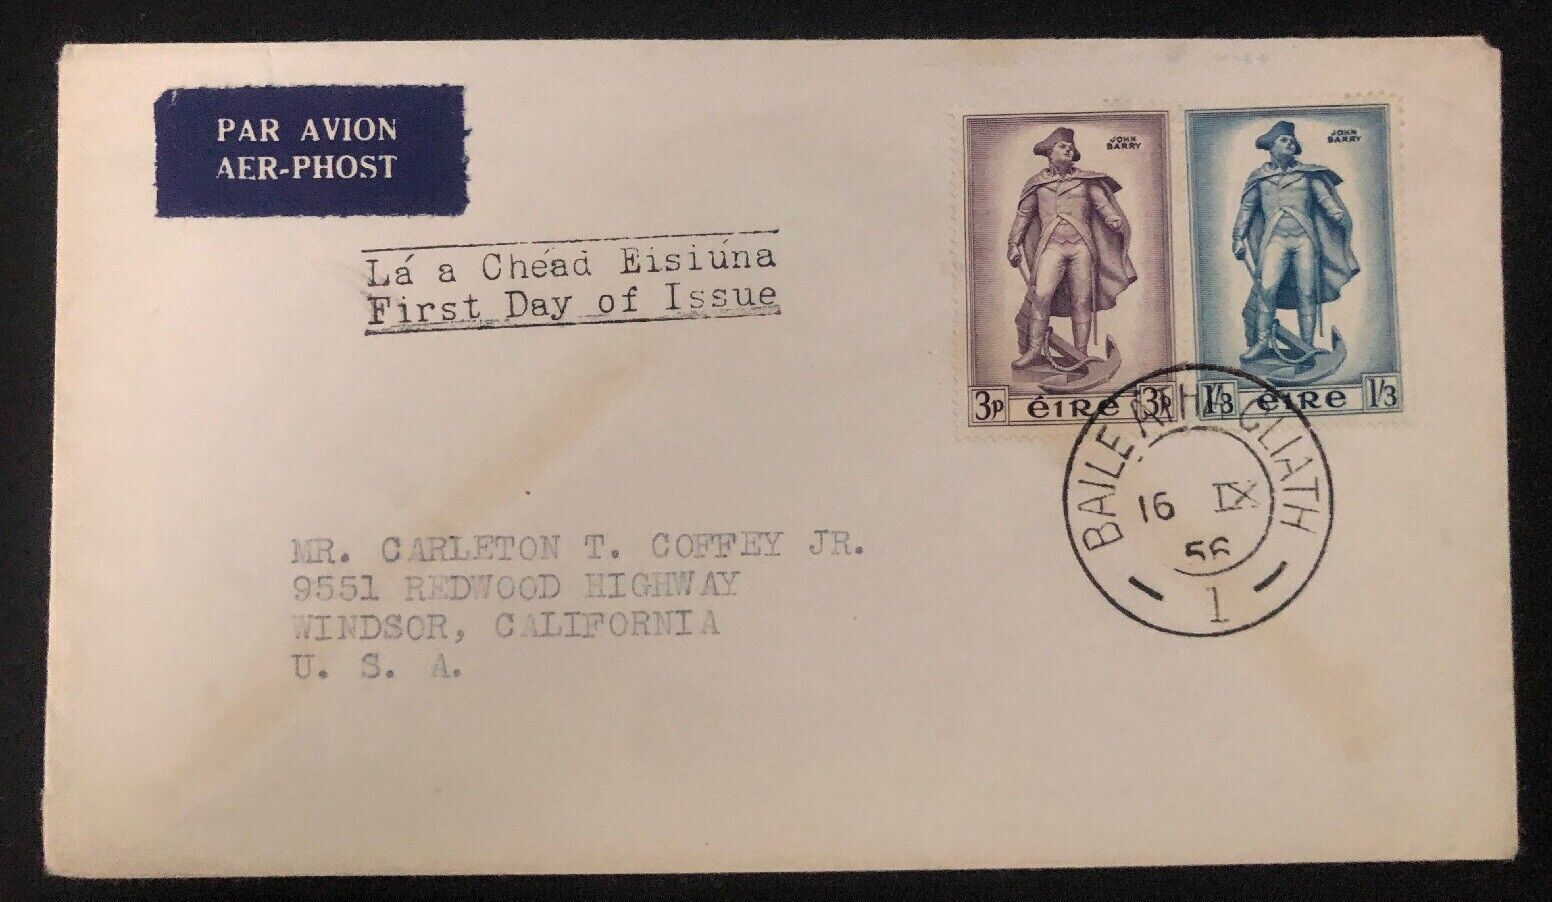 PAR AVION
AER-PHOST
Lá a Chéad Eisiúna
First Day of Issue
JOHN
BARRY
3p éIRe 3p
JOHN
BARRY
1/3 éIRe 1/3
BAILE ÁTHA CLIATH
16 IX
56
1
MR. CARLETON T. COFFEY JR.
9551 REDWOOD HIGHWAY
WINDSOR, CALIFORNIA
U. S. A.